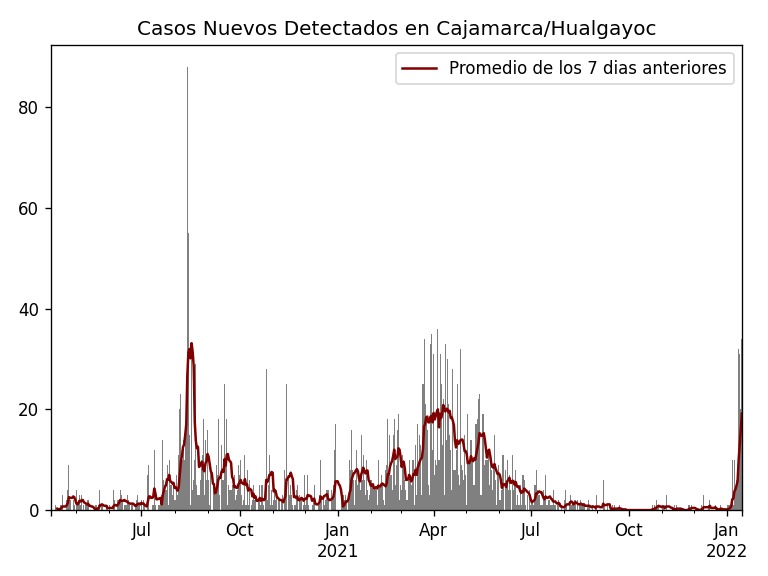 Casos Nuevos Detectados en Cajamarca/Hualgayoc
Promedio de los 7 dias anteriores
80
60
40
20
0
Jul Oct Jan Apr Jul Oct Jan
2021 2022